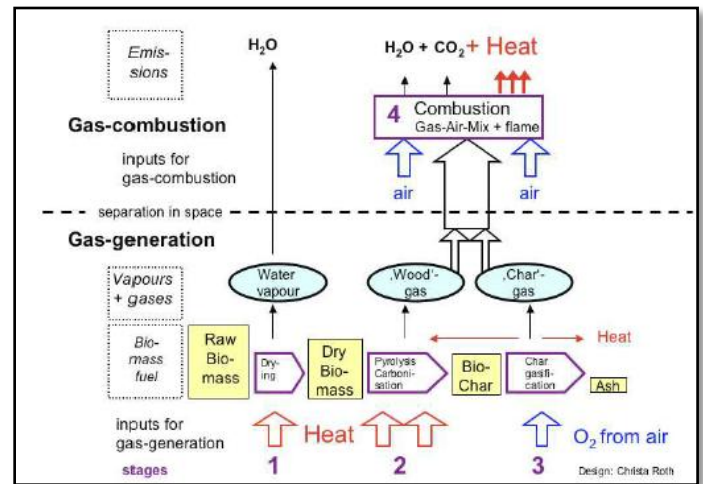 Emis-
sions
H₂O
H₂O + CO₂ + Heat
4
Combustion
Gas-Air-Mix + flame
Gas-combustion
inputs for
gas-combustion
air
air
separation in space
Gas-generation
Vapours
+ gases
Water
vapour
‚Wood'-
gas
‚Char'-
gas
Bio-
mass
fuel
Raw
Bio-
mass
Dry-
ing
Dry
Bio-
mass
Pyrolysis
Carboni-
sation
Bio-
Char
Char
gasifi-
cation
Heat
Ash
inputs for
gas-generation
Heat
O₂ from air
stages
1
2
3
Design: Christa Roth